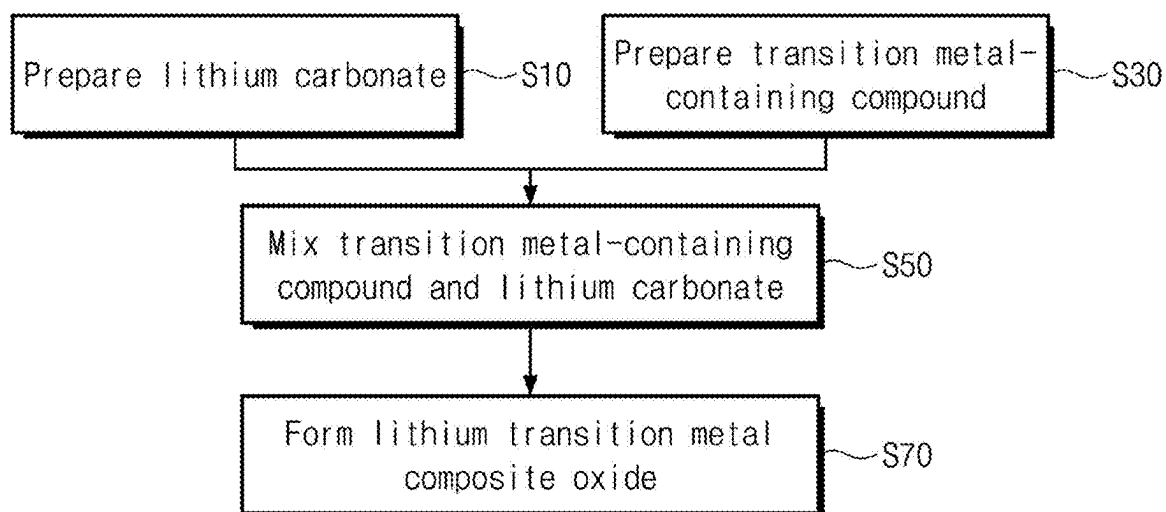 Prepare lithium carbonate
S10
Prepare transition metal-
containing compound
S30
Mix transition metal-containing
compound and lithium carbonate
S50
Form lithium transition metal
composite oxide
S70